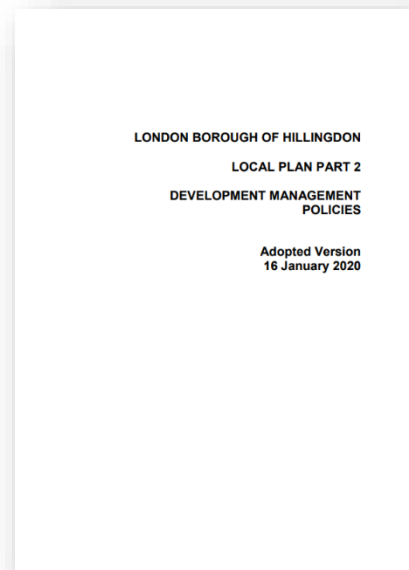 LONDON BOROUGH OF HILLINGDON
LOCAL PLAN PART 2
DEVELOPMENT MANAGEMENT
POLICIES
Adopted Version
16 January 2020